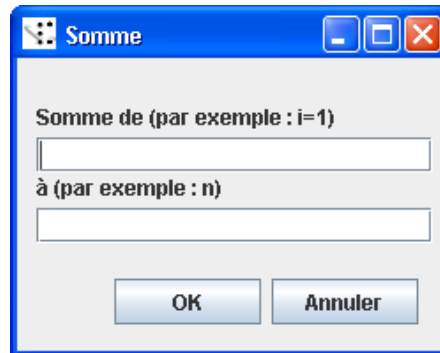 Somme
Somme de (par exemple : i=1)
à (par exemple : n)
OK
Annuler